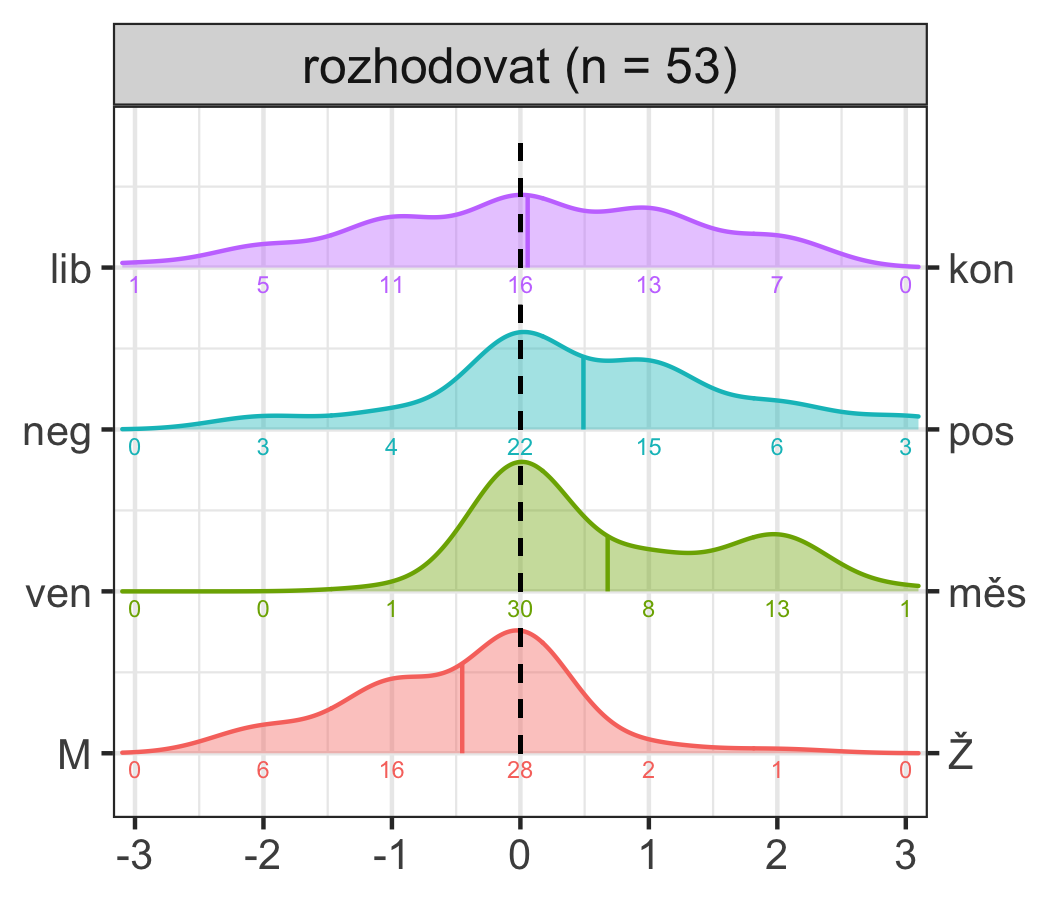 rozhodovat (n = 53)
lib kon
1 5 11 16 13 7 0
neg pos
0 3 4 22 15 6 3
ven měs
0 0 1 30 8 13 1
M Ž
0 6 16 28 2 1 0
-3 -2 -1 0 1 2 3